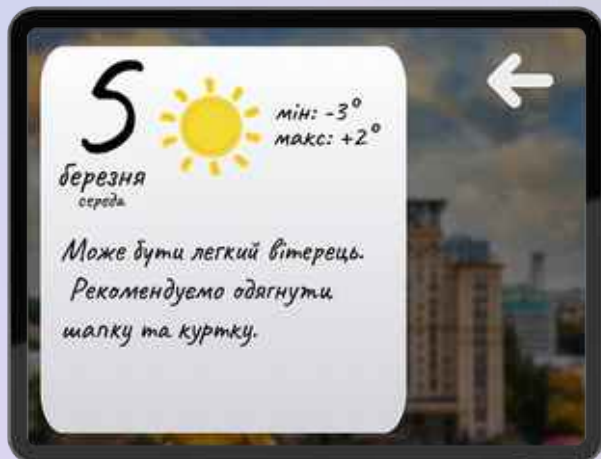 5
березня
середа
мін: -3°
макс: +2°
Може бути легкий вітерець.
Рекомендуємо одягнути
шапку та куртку.